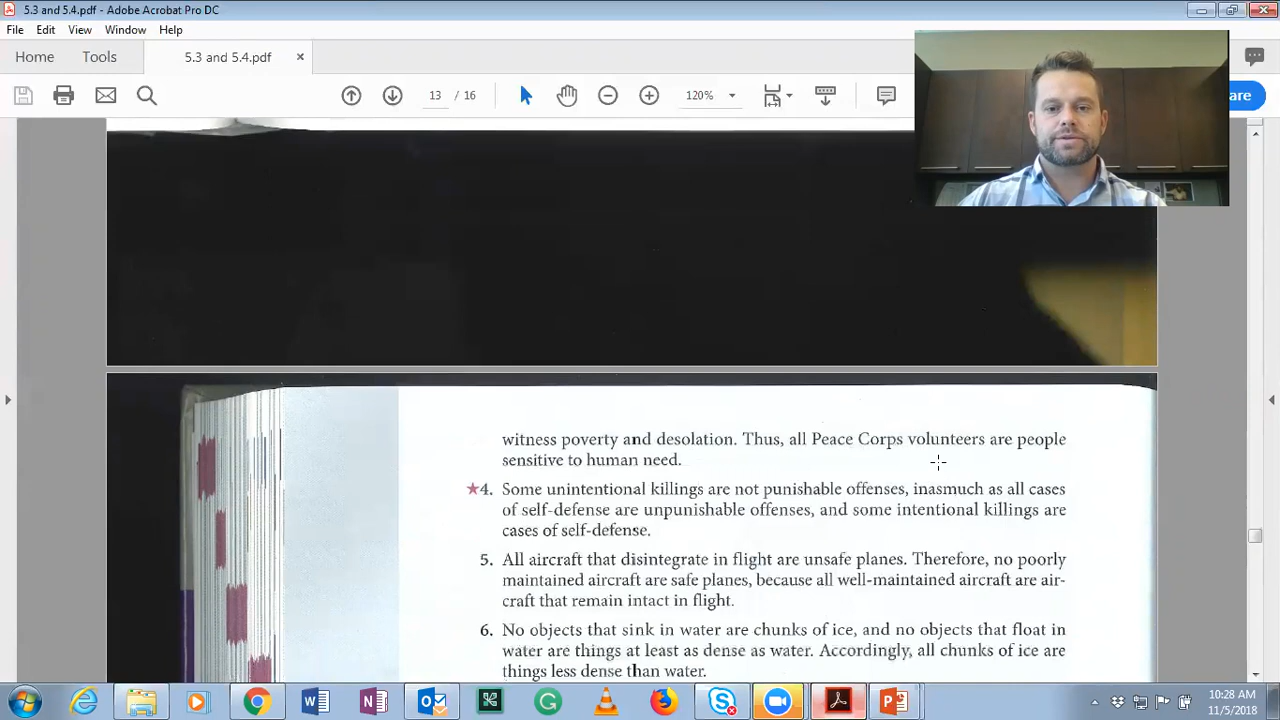 5.3 and 5.4.pdf - Adobe Acrobat Pro DC
File Edit View Window Help
Home Tools 5.3 and 5.4.pdf ×
13 / 16 120% are
witness poverty and desolation. Thus, all Peace Corps volunteers are people
sensitive to human need.
★4. Some unintentional killings are not punishable offenses, inasmuch as all cases
of self-defense are unpunishable offenses, and some intentional killings are
cases of self-defense.
5. All aircraft that disintegrate in flight are unsafe planes. Therefore, no poorly
maintained aircraft are safe planes, because all well-maintained aircraft are air-
craft that remain intact in flight.
6. No objects that sink in water are chunks of ice, and no objects that float in
water are things at least as dense as water. Accordingly, all chunks of ice are
things less dense than water.
10:28 AM
11/5/2018